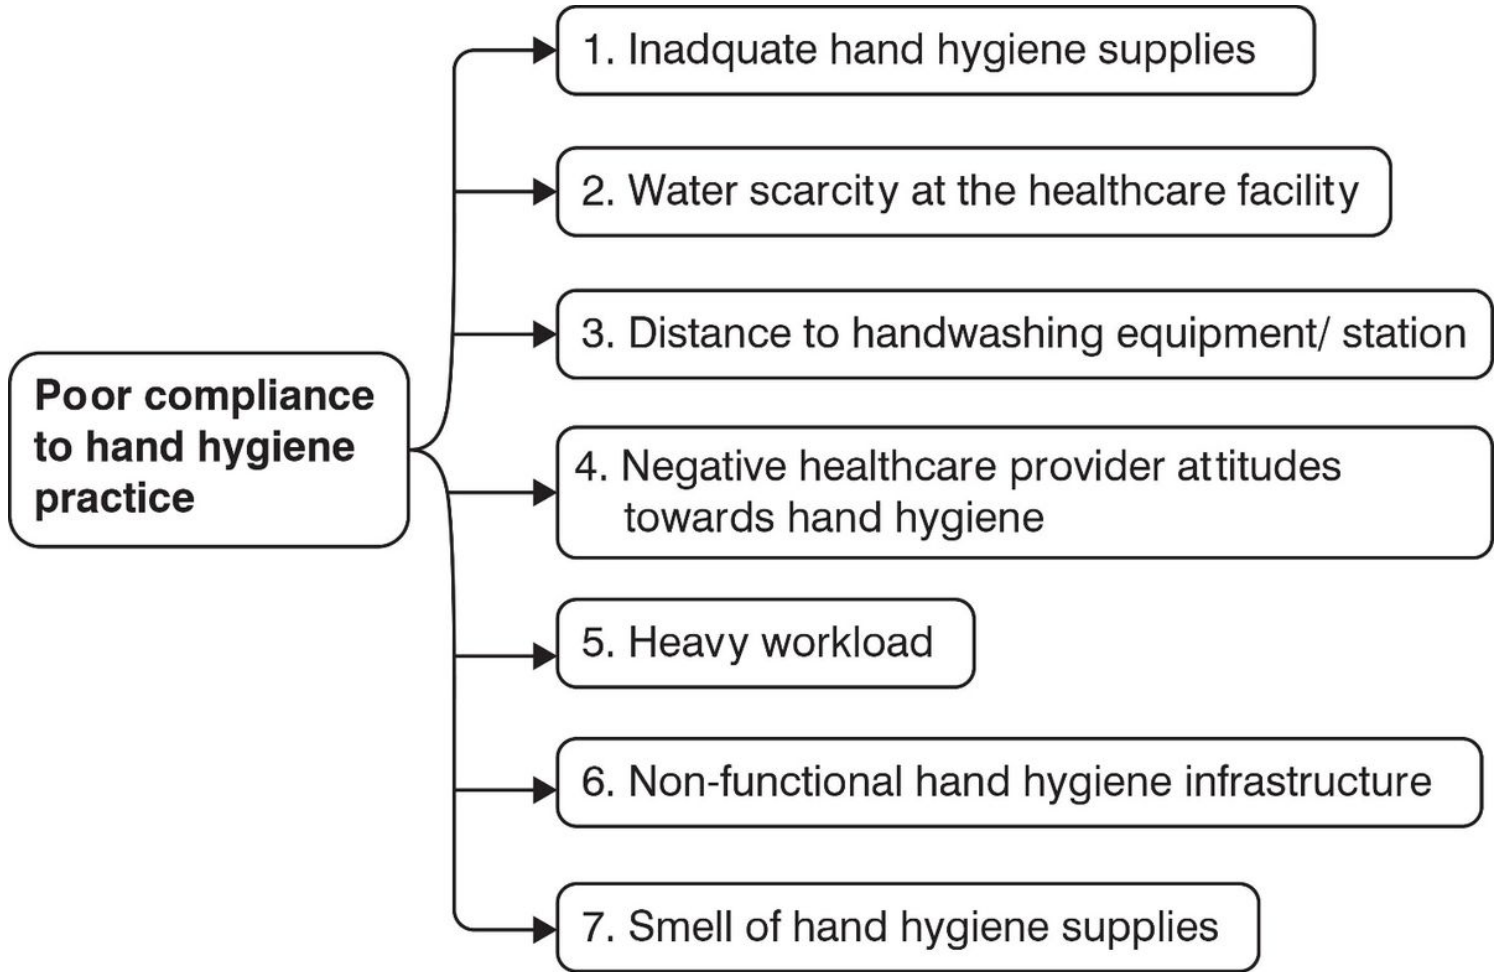 Poor compliance
to hand hygiene
practice
1. Inadquate hand hygiene supplies
2. Water scarcity at the healthcare facility
3. Distance to handwashing equipment/ station
4. Negative healthcare provider attitudes
towards hand hygiene
5. Heavy workload
6. Non-functional hand hygiene infrastructure
7. Smell of hand hygiene supplies